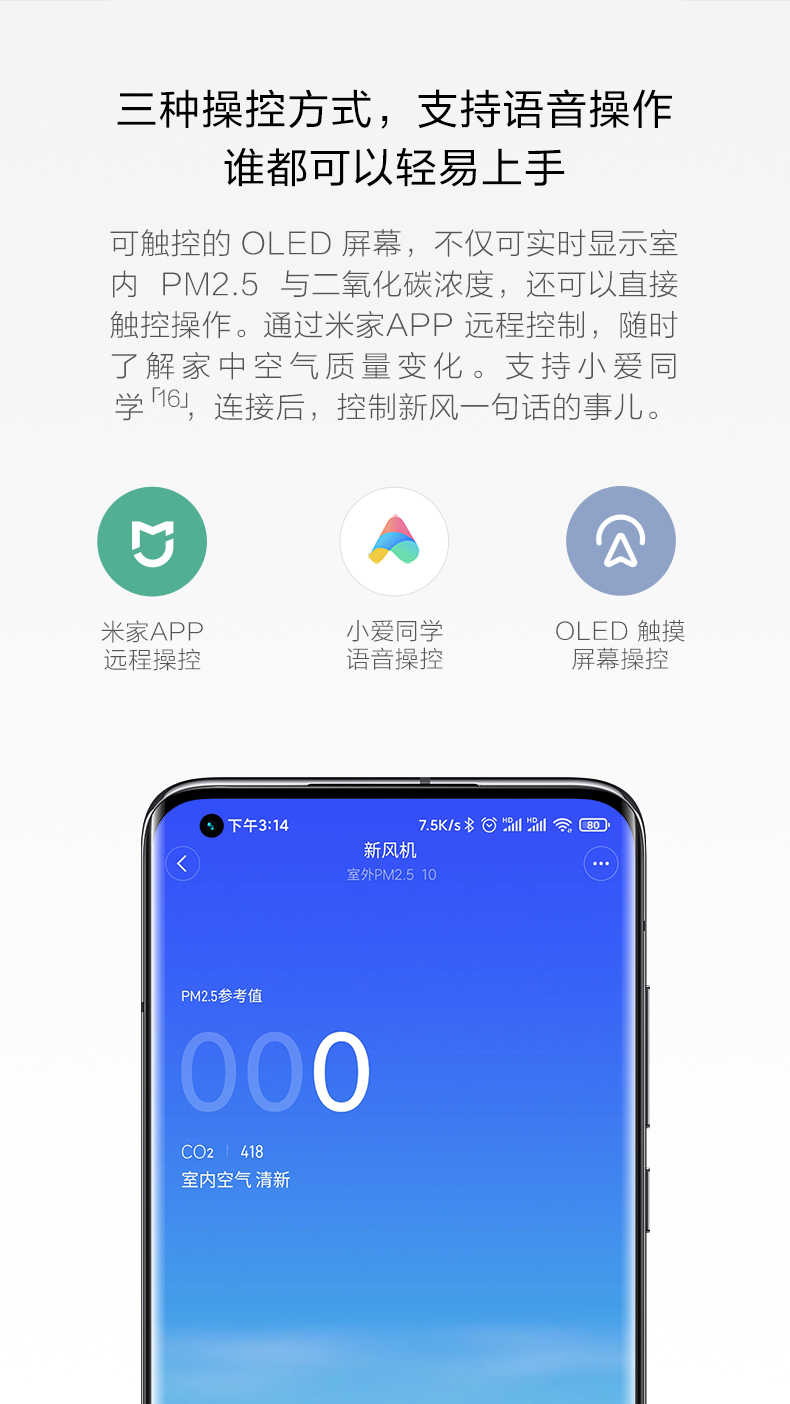 三种操控方式，支持语音操作
谁都可以轻易上手
可触控的 OLED 屏幕，不仅可实时显示室
内 PM2.5 与二氧化碳浓度，还可以直接
触控操作。通过米家APP 远程控制，随时
了解家中空气质量变化。支持小爱同
学「16」，连接后，控制新风一句话的事儿。
米家APP
远程操控
小爱同学
语音操控
OLED 触摸
屏幕操控
下午3:14 7.5K/s HD HD 80
新风机
室外PM2.5 10
PM2.5参考值
000
CO2 | 418
室内空气 清新